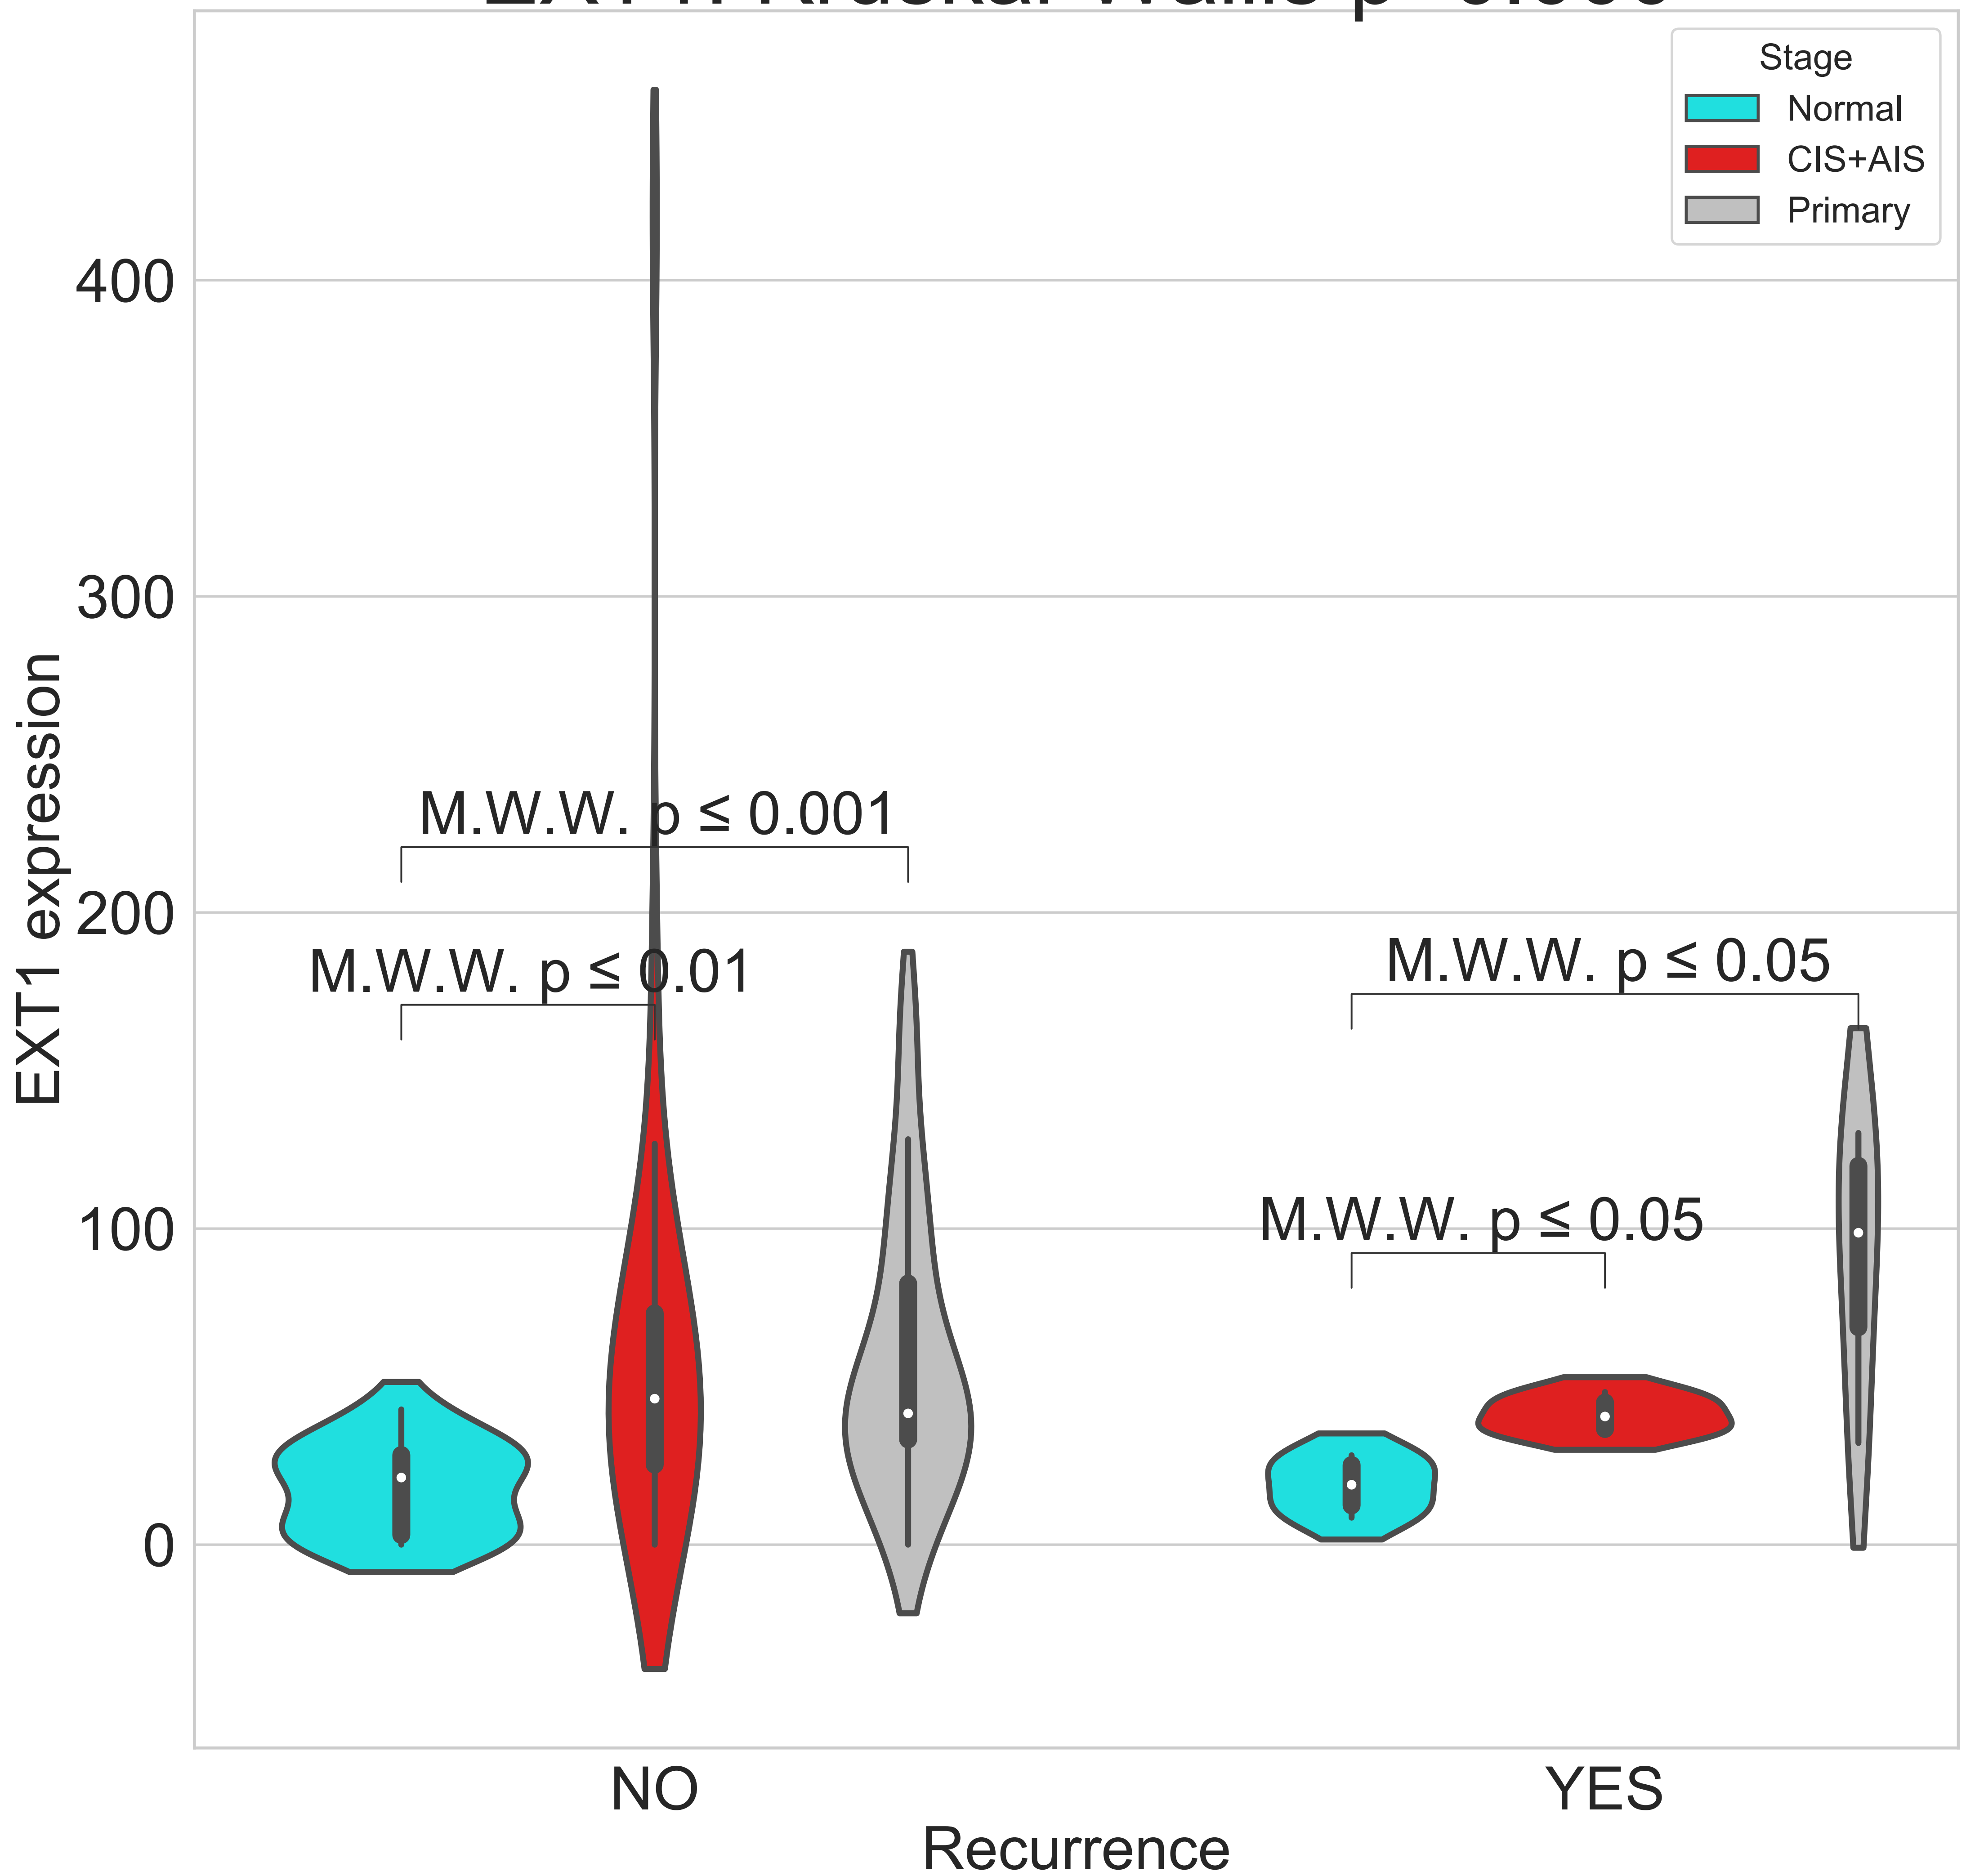 Stage
Normal
CIS+AIS
Primary
400
300
200
100
0
EXT1 expression
M.W.W. p ≤ 0.001
M.W.W. p ≤ 0.01
M.W.W. p ≤ 0.05
M.W.W. p ≤ 0.05
NO
YES
Recurrence